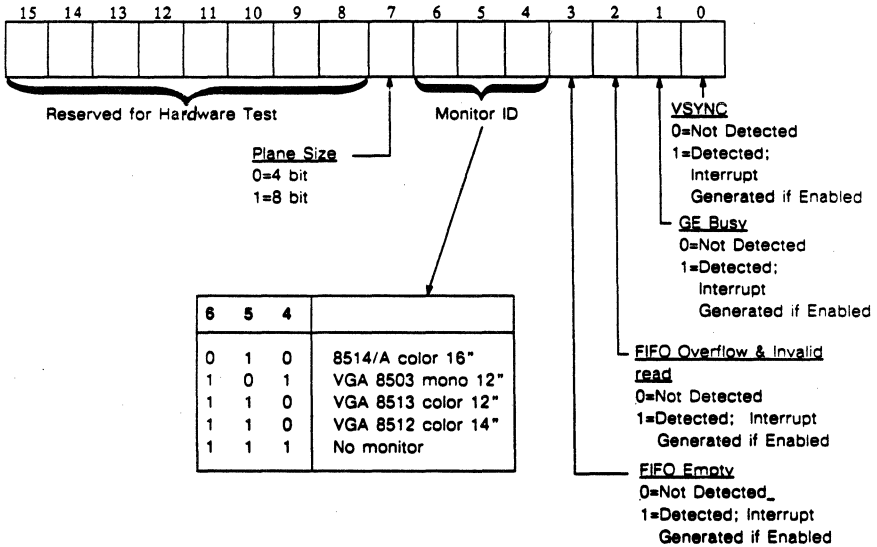 15 14 13 12 11 10 9 8 7 6 5 4 3 2 1 0
Reserved for Hardware Test
Monitor ID
Plane Size
0=4 bit
1=8 bit
VSYNC
0=Not Detected
1=Detected;
Interrupt
Generated if Enabled
GE Busy
0=Not Detected
1=Detected;
Interrupt
Generated if Enabled
6 5 4
0 1 0 8514/A color 16"
1 0 1 VGA 8503 mono 12"
1 1 0 VGA 8513 color 12"
1 1 0 VGA 8512 color 14"
1 1 1 No monitor
FIFO Overflow & Invalid
read
0=Not Detected
1=Detected; Interrupt
Generated if Enabled
FIFO Empty
0=Not Detected
1=Detected; Interrupt
Generated if Enabled